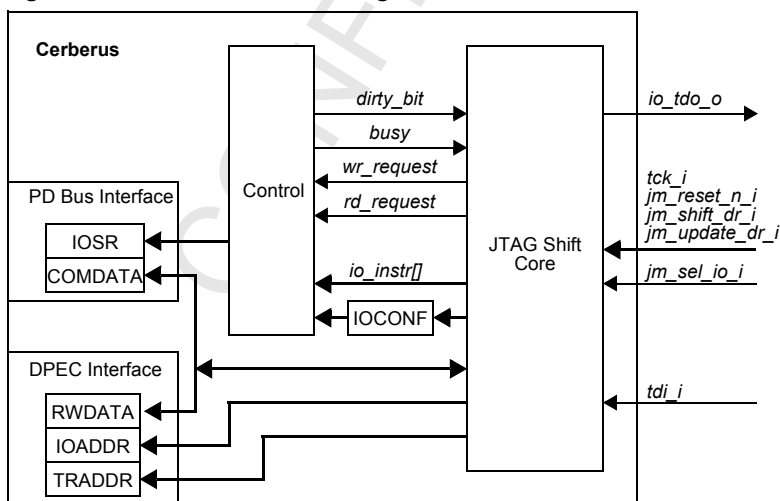 Cerberus
dirty_bit
io_tdo_o
busy
wr_request
tck_i
PD Bus Interface
Control
jm_reset_n_i
rd_request
jm_shift_dr_i
jm_update_dr_i
IOSR
JTAG Shift
Core
COMDATA
io_instr[]
jm_sel_io_i
IOCONF
DPEC Interface
RWDATA
tdi_i
IOADDR
TRADDR